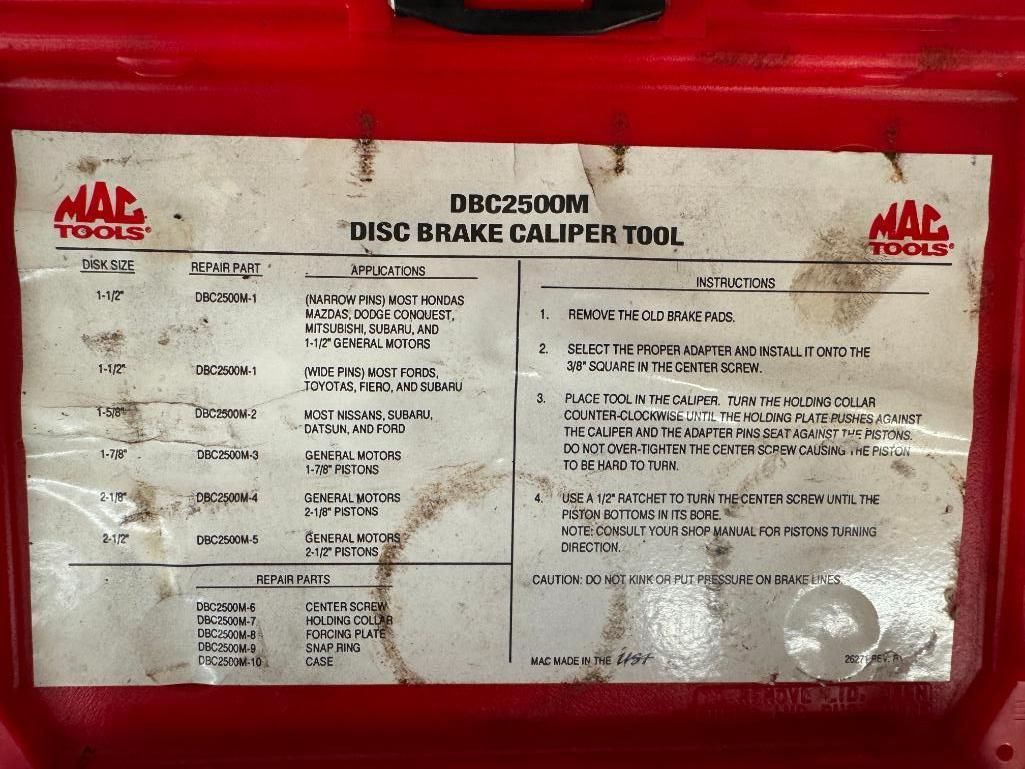 MAC
TOOLS®
DBC2500M
DISC BRAKE CALIPER TOOL
MAC
TOOLS®
DISK SIZE REPAIR PART APPLICATIONS
1-1/2" DBC2500M-1 (NARROW PINS) MOST HONDAS
MAZDAS, DODGE CONQUEST,
MITSUBISHI, SUBARU, AND
1-1/2" GENERAL MOTORS
1-1/2" DBC2500M-1 (WIDE PINS) MOST FORDS,
TOYOTAS, FIERO, AND SUBARU
1-5/8" DBC2500M-2 MOST NISSANS, SUBARU,
DATSUN, AND FORD
1-7/8" DBC2500M-3 GENERAL MOTORS
1-7/8" PISTONS
2-1/8" DBC2500M-4 GENERAL MOTORS
2-1/8" PISTONS
2-1/2" DBC2500M-5 GENERAL MOTORS
2-1/2" PISTONS
REPAIR PARTS
DBC2500M-6 CENTER SCREW
DBC2500M-7 HOLDING COLLAR
DBC2500M-8 FORCING PLATE
DBC2500M-9 SNAP RING
DBC2500M-10 CASE
INSTRUCTIONS
1. REMOVE THE OLD BRAKE PADS.
2. SELECT THE PROPER ADAPTER AND INSTALL IT ONTO THE
3/8" SQUARE IN THE CENTER SCREW.
3. PLACE TOOL IN THE CALIPER. TURN THE HOLDING COLLAR
COUNTER-CLOCKWISE UNTIL THE HOLDING PLATE PUSHES AGAINST
THE CALIPER AND THE ADAPTER PINS SEAT AGAINST THE PISTONS.
DO NOT OVER-TIGHTEN THE CENTER SCREW CAUSING THE PISTON
TO BE HARD TO TURN.
4. USE A 1/2" RATCHET TO TURN THE CENTER SCREW UNTIL THE
PISTON BOTTOMS IN ITS BORE.
NOTE: CONSULT YOUR SHOP MANUAL FOR PISTONS TURNING
DIRECTION.
CAUTION: DO NOT KINK OR PUT PRESSURE ON BRAKE LINES.
MAC MADE IN THE
REV.
REMOVE LID